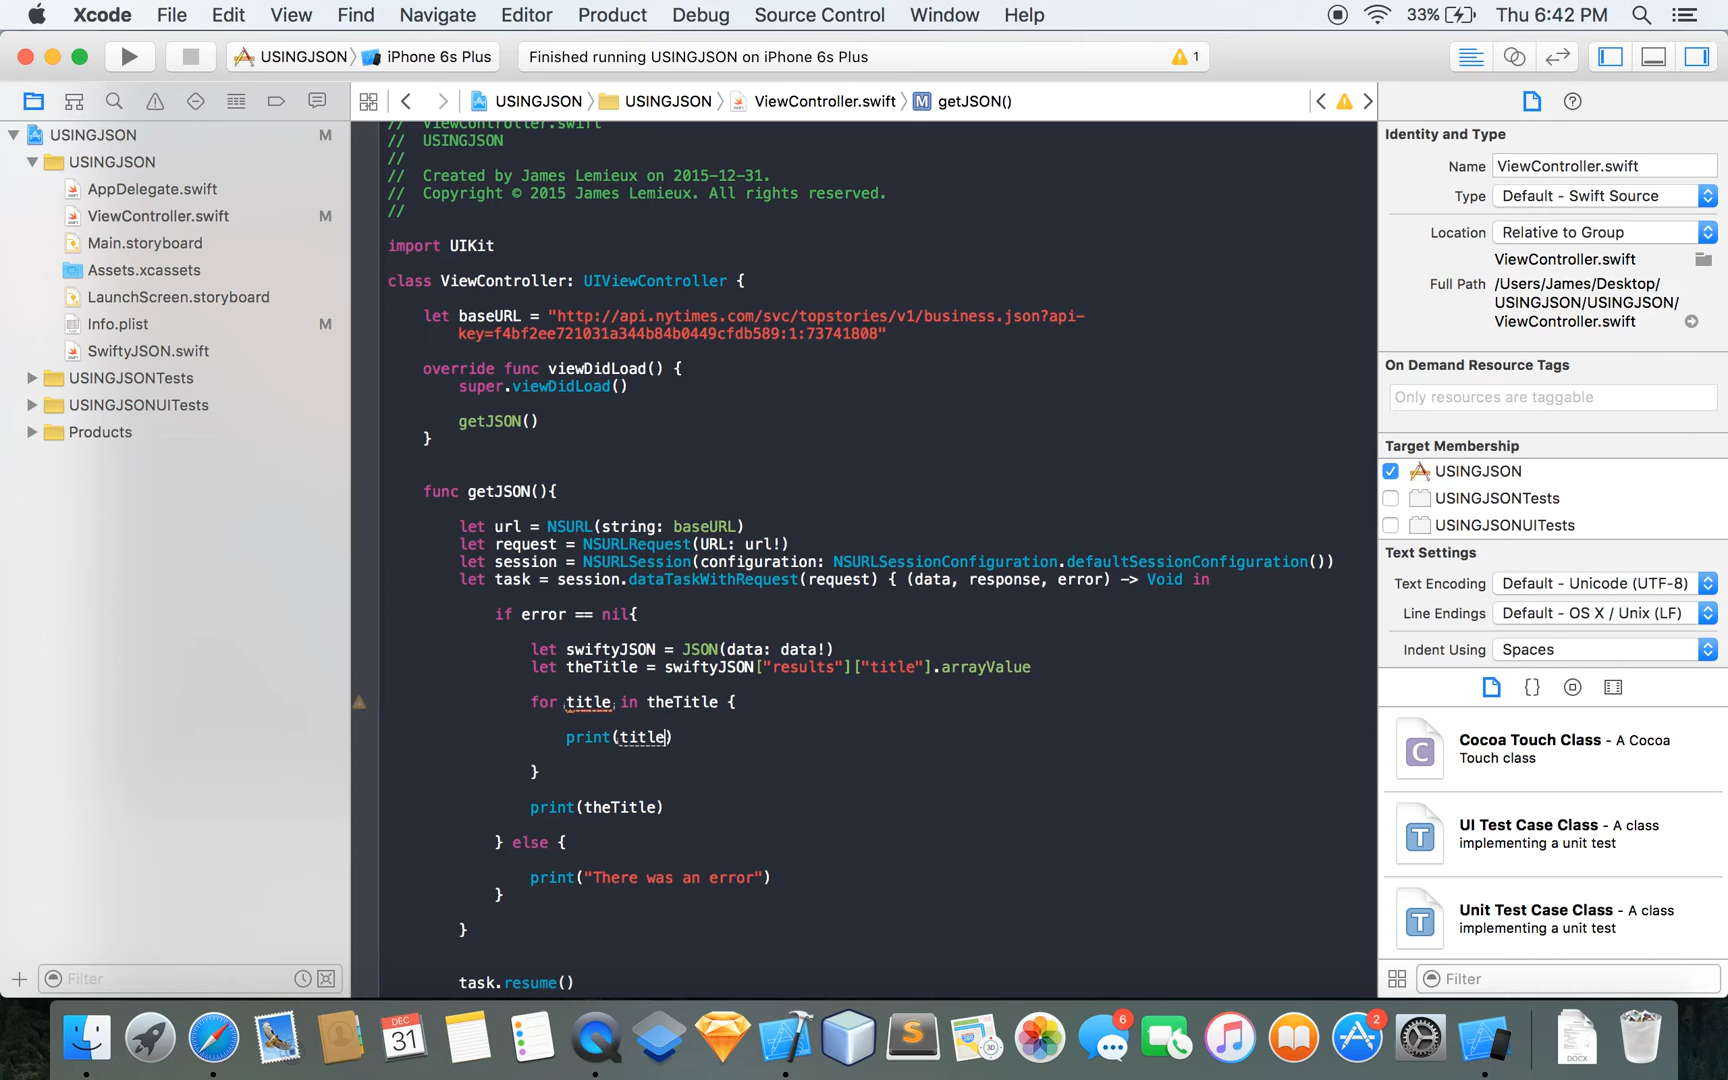 Xcode File Edit View Find Navigate Editor Product Debug Source Control Window Help 33% Thu 6:42 PM
USINGJSON iPhone 6s Plus Finished running USINGJSON on iPhone 6s Plus 1
USINGJSON USINGJSON ViewController.swift M getJSON()
USINGJSON M
USINGJSON
AppDelegate.swift
ViewController.swift M
Main.storyboard
Assets.xcassets
LaunchScreen.storyboard
Info.plist M
SwiftyJSON.swift
USINGJSONTests
USINGJSONUITests
Products
Filter
// ViewController.swift
// USINGJSON
//
// Created by James Lemieux on 2015-12-31.
// Copyright © 2015 James Lemieux. All rights reserved.
//
import UIKit
class ViewController: UIViewController {
let baseURL = "http://api.nytimes.com/svc/topstories/v1/business.json?api-
key=f4bf2ee721031a344b84b0449cfdb589:1:73741808"
override func viewDidLoad() {
super.viewDidLoad()
getJSON()
}
func getJSON(){
let url = NSURL(string: baseURL)
let request = NSURLRequest(URL: url!)
let session = NSURLSession(configuration: NSURLSessionConfiguration.defaultSessionConfiguration())
let task = session.dataTaskWithRequest(request) { (data, response, error) -> Void in
if error == nil{
let swiftyJSON = JSON(data: data!)
let theTitle = swiftyJSON["results"]["title"].arrayValue
for title in theTitle {
print(title)
}
print(theTitle)
} else {
print("There was an error")
}
}
task.resume()
Identity and Type
Name ViewController.swift
Type Default - Swift Source
Location Relative to Group
ViewController.swift
Full Path /Users/James/Desktop/
USINGJSON/USINGJSON/
ViewController.swift
On Demand Resource Tags
Only resources are taggable
Target Membership
USINGJSON
USINGJSONTests
USINGJSONUITests
Text Settings
Text Encoding Default - Unicode (UTF-8)
Line Endings Default - OS X / Unix (LF)
Indent Using Spaces
C
Cocoa Touch Class - A Cocoa
Touch class
T
UI Test Case Class - A class
implementing a unit test
T
Unit Test Case Class - A class
implementing a unit test
Filter
DEC
31
S
3D
6
2
DOCX